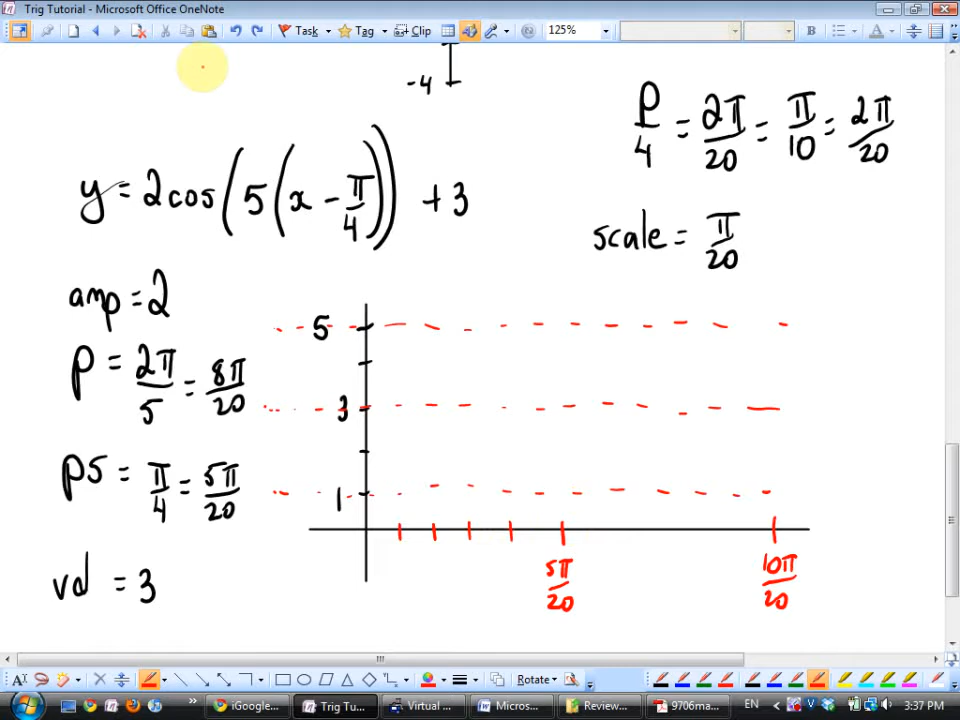 Trig Tutorial - Microsoft OneNote
Task Tag Clip 125% B A
-4
P/4 = 2π/20 = π/10 = 2π/20
y = 2cos(5(x - π/4)) + 3
scale = π/20
amp = 2
5
P = 2π/5 = 8π/20
3
PS = π/4 = 5π/20
1
5π/20 10π/20
vd = 3
Rotate
iGoogle... Trig Tu... Virtual ... Micros... Review... 9706ma... EN 3:37 PM